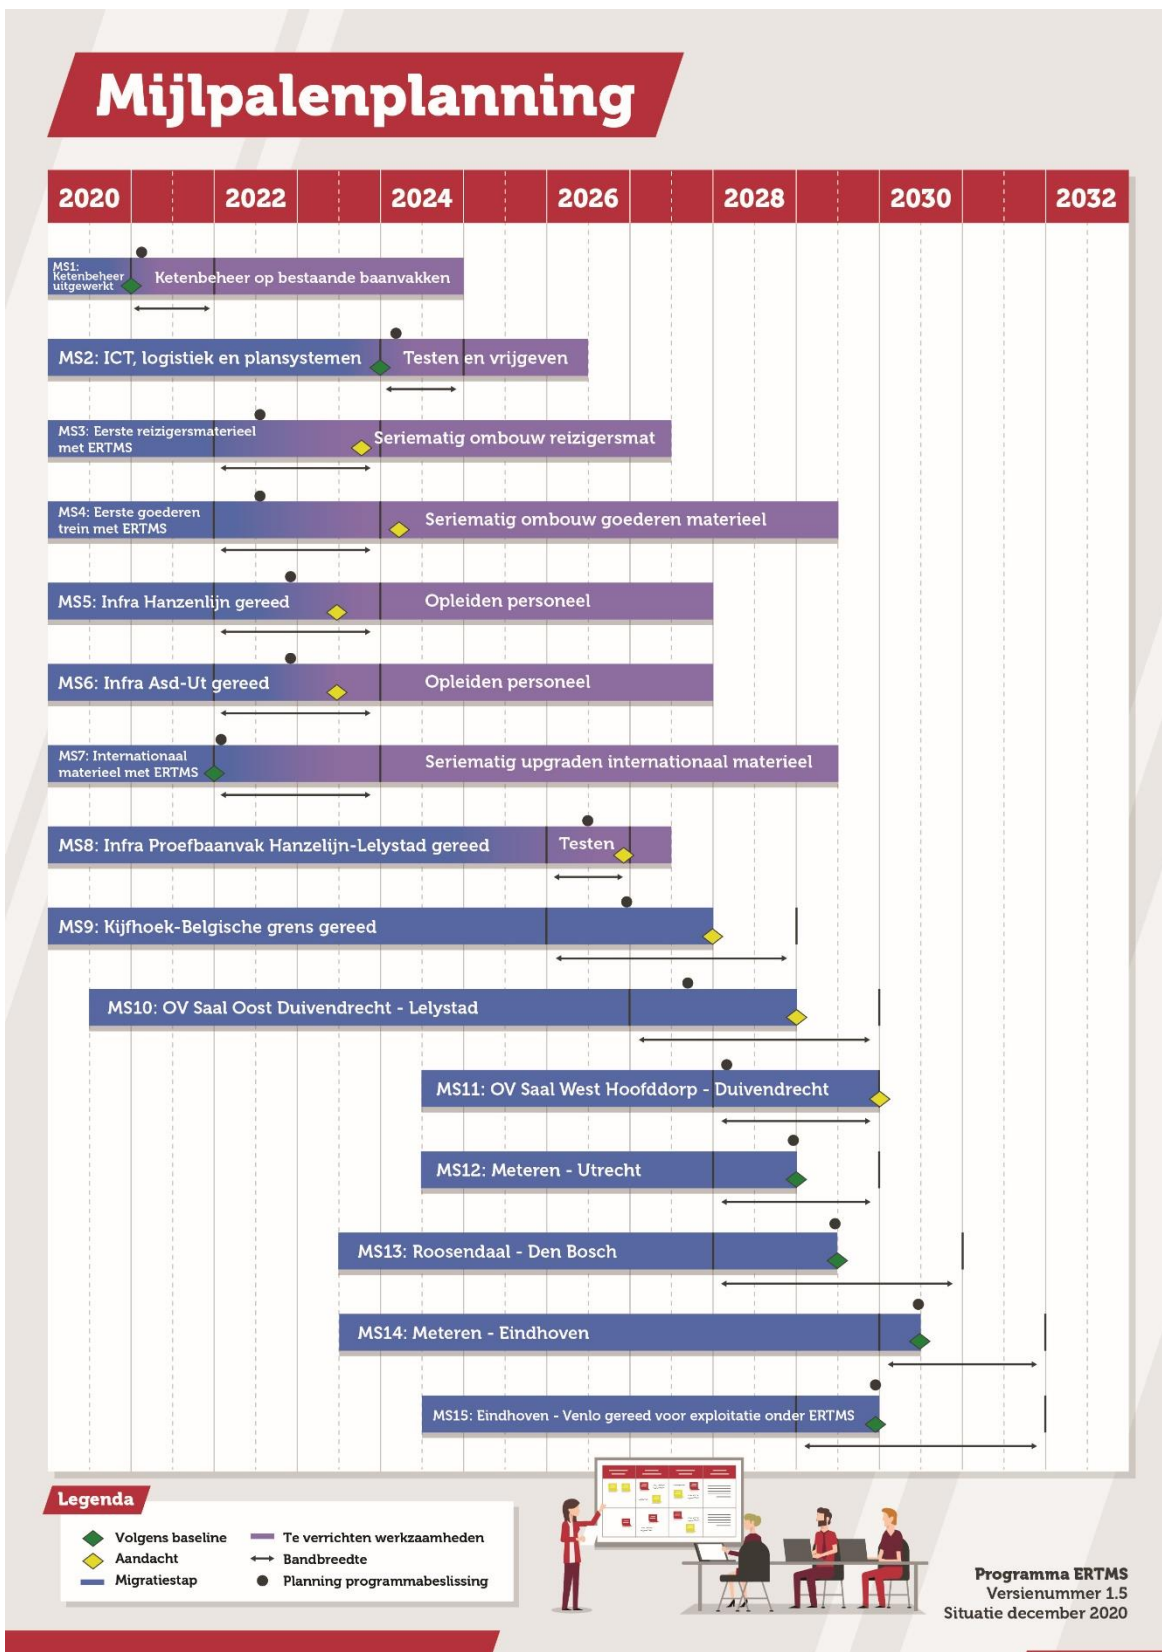 Mijlpalenplanning
2020 2022 2024 2026 2028 2030 2032
MS1:
Ketenbeheer
uitgewerkt
Ketenbeheer op bestaande baanvakken
MS2: ICT, logistiek en plansystemen
Testen en vrijgeven
MS3: Eerste reizigersmaterieel
met ERTMS
Seriematig ombouw reizigersmat
MS4: Eerste goederen
trein met ERTMS
Seriematig ombouw goederen materieel
MS5: Infra Hanzenlijn gereed
Opleiden personeel
MS6: Infra Asd-Ut gereed
Opleiden personeel
MS7: Internationaal
materieel met ERTMS
Seriematig upgraden internationaal materieel
MS8: Infra Proefbaanvak Hanzelijn-Lelystad gereed
Testen
MS9: Kijfhoek-Belgische grens gereed
MS10: OV Saal Oost Duivendrecht - Lelystad
MS11: OV Saal West Hoofddorp - Duivendrecht
MS12: Meteren - Utrecht
MS13: Roosendaal - Den Bosch
MS14: Meteren - Eindhoven
MS15: Eindhoven - Venlo gereed voor exploitatie onder ERTMS
Legenda
Volgens baseline
Aandacht
Migratiestap
Te verrichten werkzaamheden
Bandbreedte
Planning programmabeslissing
Programma ERTMS
Versienummer 1.5
Situatie december 2020